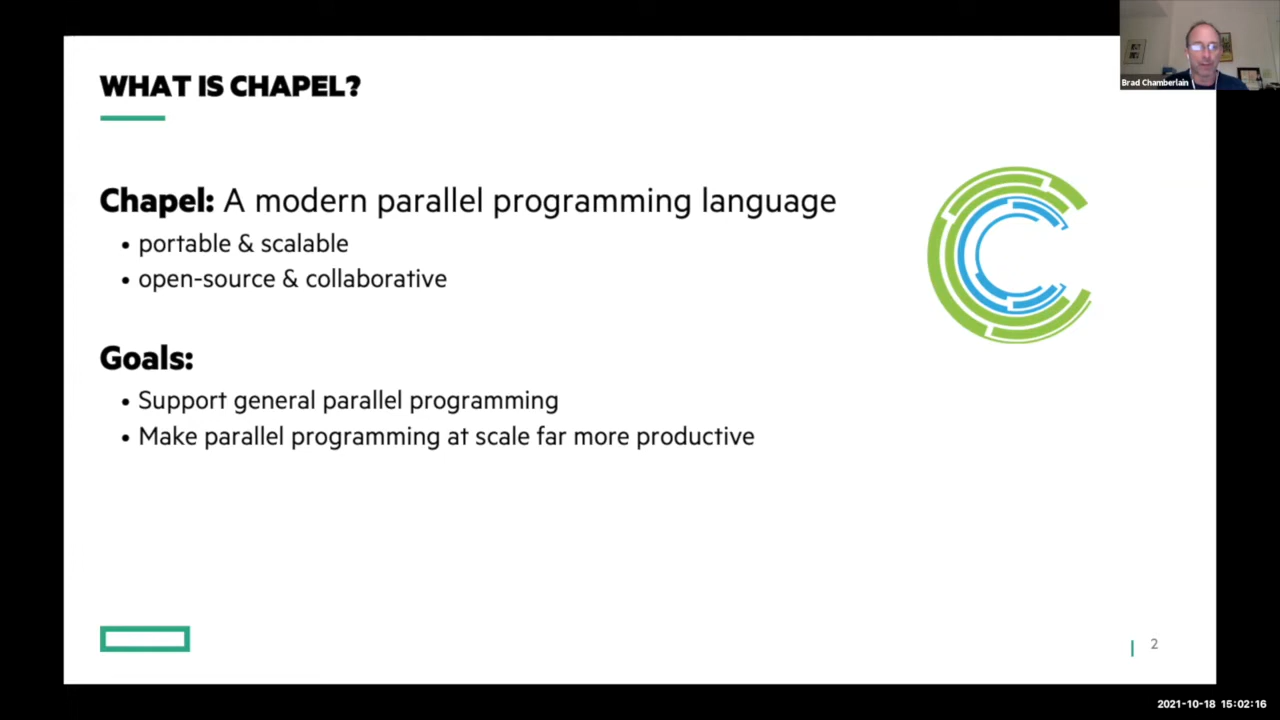 WHAT IS CHAPEL?
Brad Chamberlain
Chapel: A modern parallel programming language
• portable & scalable
• open-source & collaborative
Goals:
• Support general parallel programming
• Make parallel programming at scale far more productive
2
2021-10-18 15:02:16